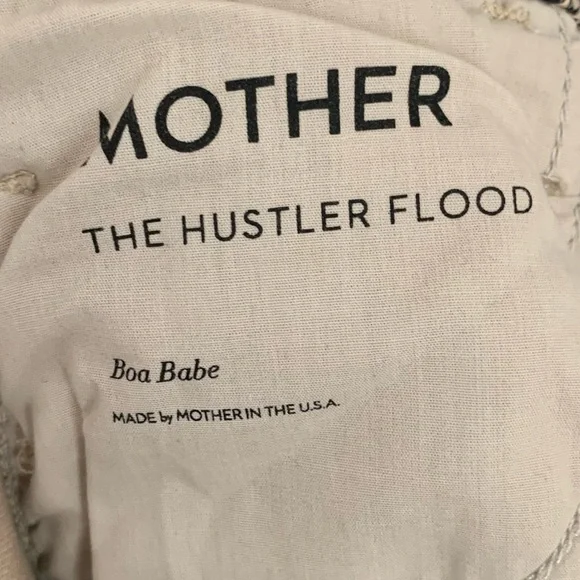 MOTHER
THE HUSTLER FLOOD
Boa Babe
MADE by MOTHER IN THE U.S.A.